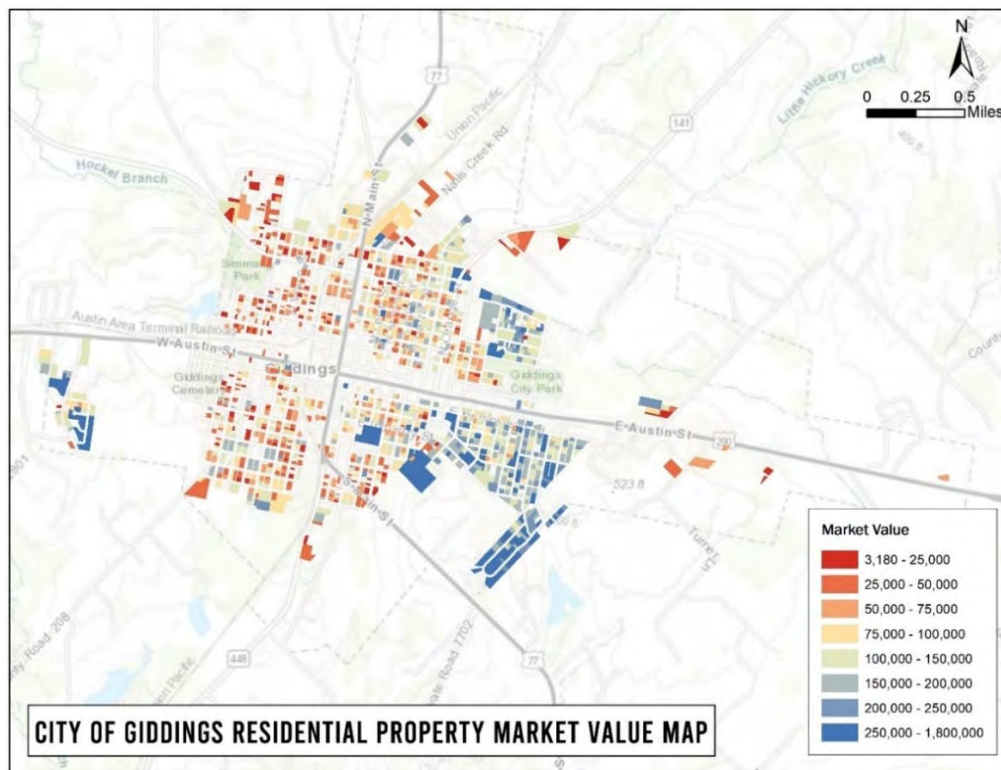 N
0 0.25 0.5
Miles
77
Union Pacific
Nails Creek Rd
141
Little Hickory Creek
Hockel Branch
N Main St
Austin Area Terminal Railroad
W Austin St
Giddings
Giddings
Cemetery
Giddings
City Park
E Austin St
290
523 ft
Turner Ln
S Main St
448
77
CITY OF GIDDINGS RESIDENTIAL PROPERTY MARKET VALUE MAP
Market Value
3,180 - 25,000
25,000 - 50,000
50,000 - 75,000
75,000 - 100,000
100,000 - 150,000
150,000 - 200,000
200,000 - 250,000
250,000 - 1,800,000